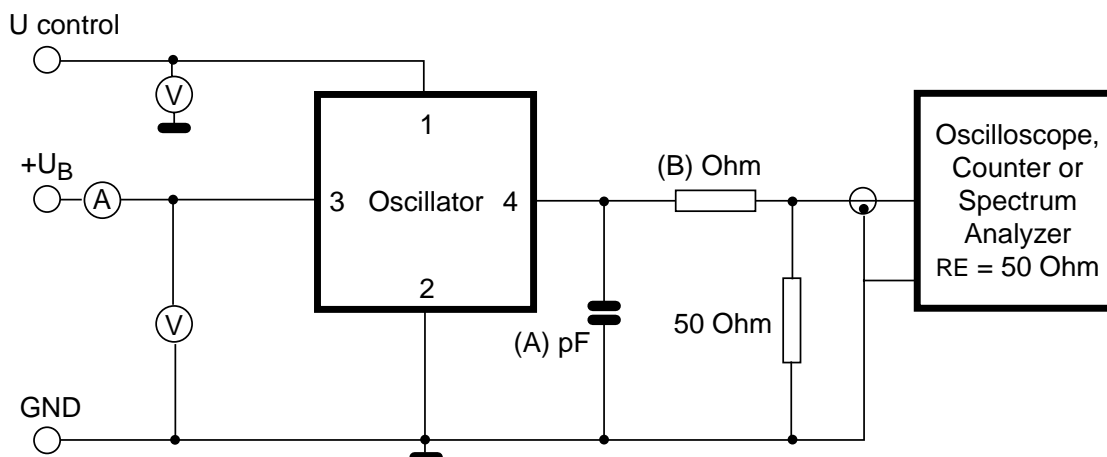 U control
V
1
+UB
A
3 Oscillator 4
2
V
(B) Ohm
(A) pF
50 Ohm
Oscilloscope,
Counter or
Spectrum
Analyzer
RE = 50 Ohm
GND